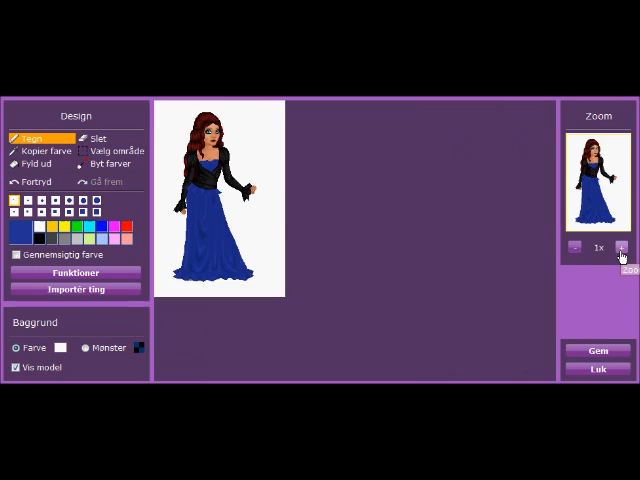 Design
Tegn
Slet
Kopier farve
Vælg område
Fyld ud
Byt farver
Fortryd
Gå frem
Gennemsigtig farve
Funktioner
Importér ting
Baggrund
Farve
Mønster
Vis model
Zoom
- 1x +
Zoo
Gem
Luk